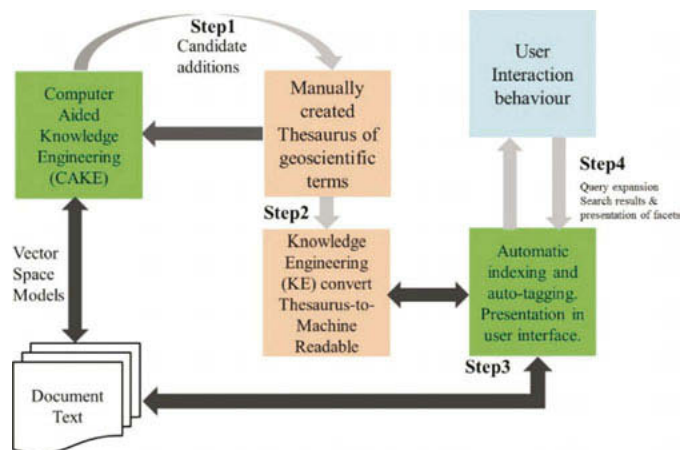 Step1
Candidate
additions
Computer
Aided
Knowledge
Engineering
(CAKE)
Manually
created
Thesaurus of
geoscientific
terms
User
Interaction
behaviour
Step4
Query expansion
Search results &
presentation of facets
Step2
Vector
Space
Models
Knowledge
Engineering
(KE) convert
Thesaurus-to-
Machine
Readable
Automatic
indexing and
auto-tagging.
Presentation in
user interface.
Step3
Document
Text